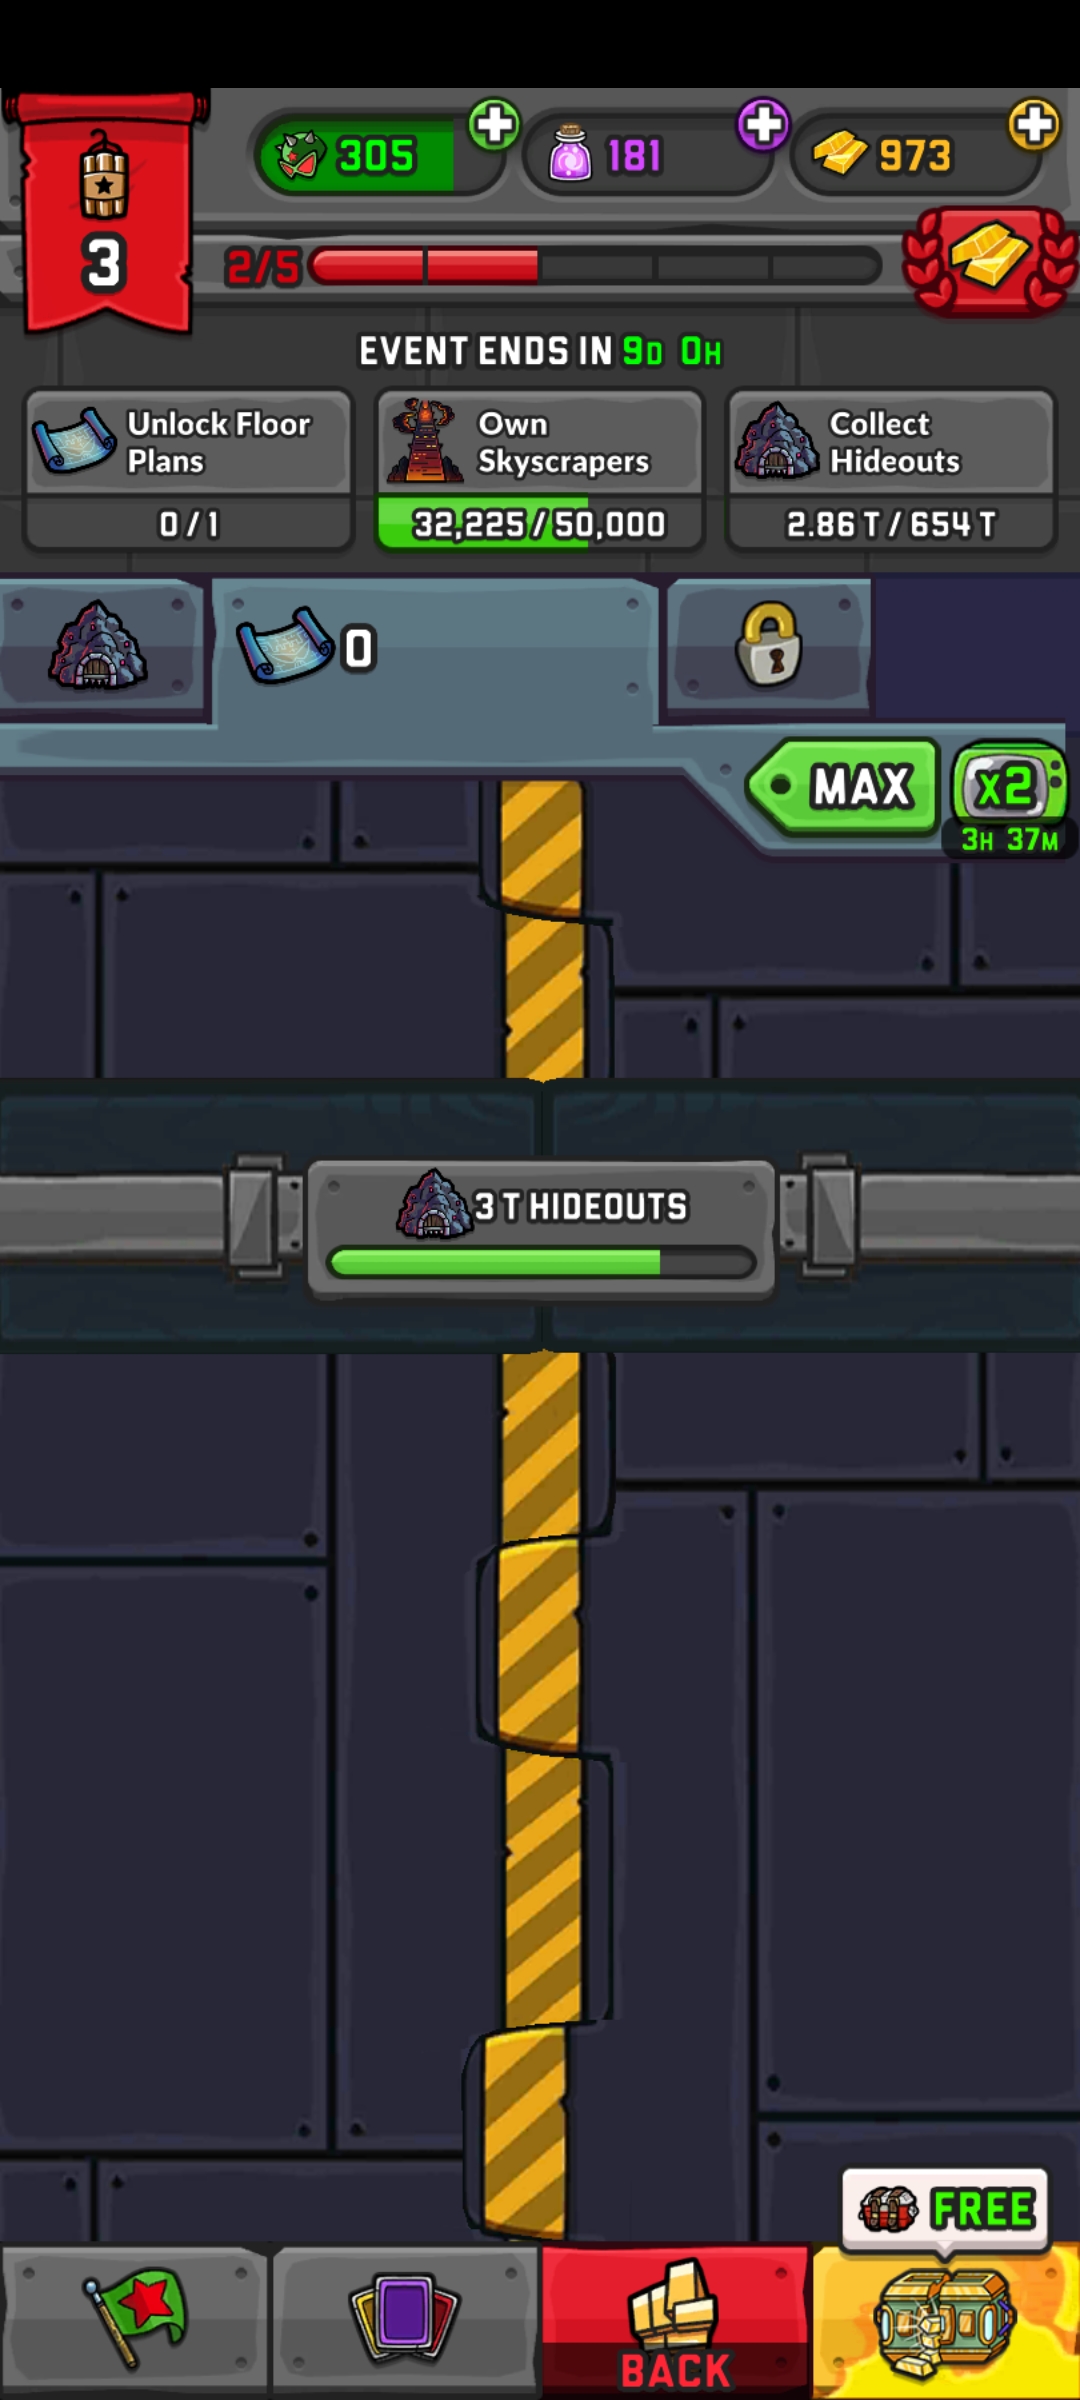 305
181
973
3
2/5
EVENT ENDS IN 9D 0H
Unlock Floor
Plans
0/1
Own
Skyscrapers
32,225/50,000
Collect
Hideouts
2.86 T/654 T
0
MAX
x2
3H 37M
3 T HIDEOUTS
FREE
BACK